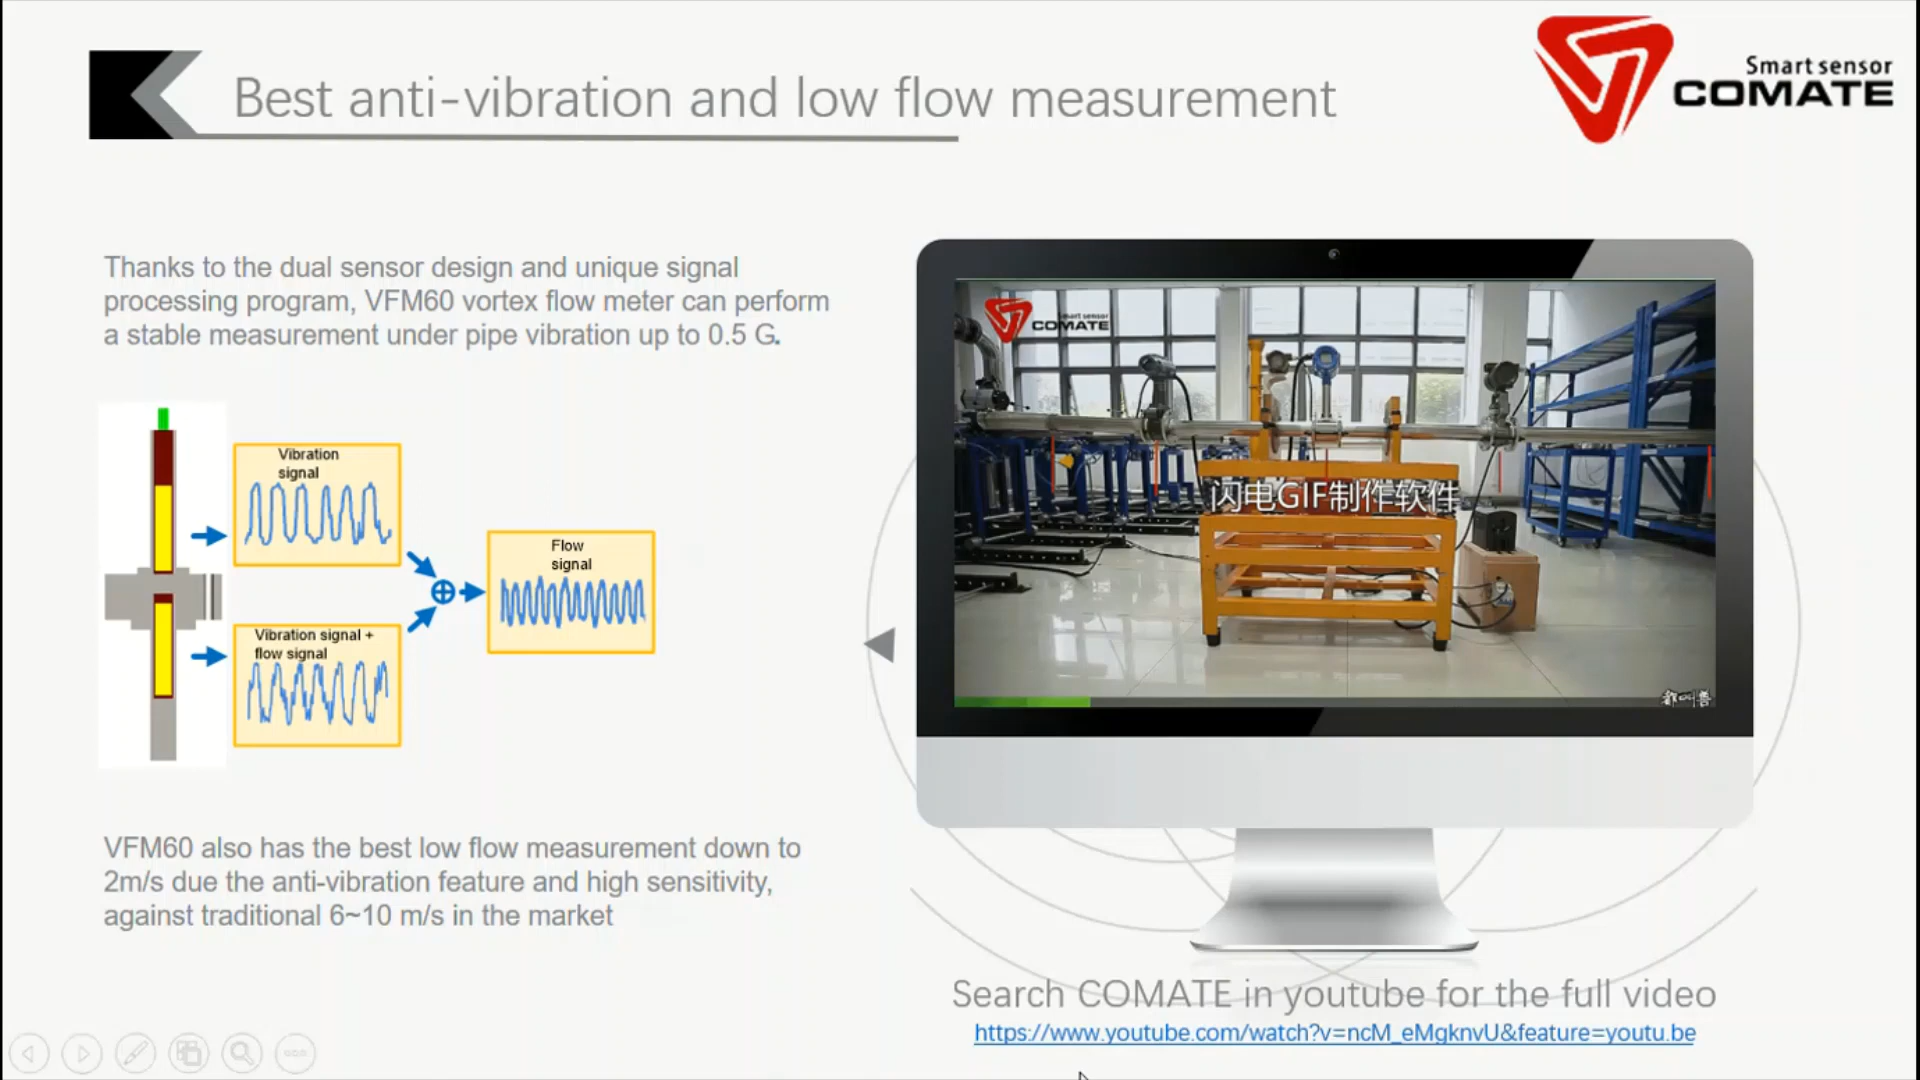 Best anti-vibration and low flow measurement
Smart sensor
COMATE
Thanks to the dual sensor design and unique signal
processing program, VFM60 vortex flow meter can perform
a stable measurement under pipe vibration up to 0.5 G.
Vibration
signal
Flow
signal
Vibration signal +
flow signal
VFM60 also has the best low flow measurement down to
2m/s due the anti-vibration feature and high sensitivity,
against traditional 6~10 m/s in the market
Smart sensor
COMATE
闪电GIF制作软件
Search COMATE in youtube for the full video
https://www.youtube.com/watch?v=ncM_eMgknvU&feature=youtu.be